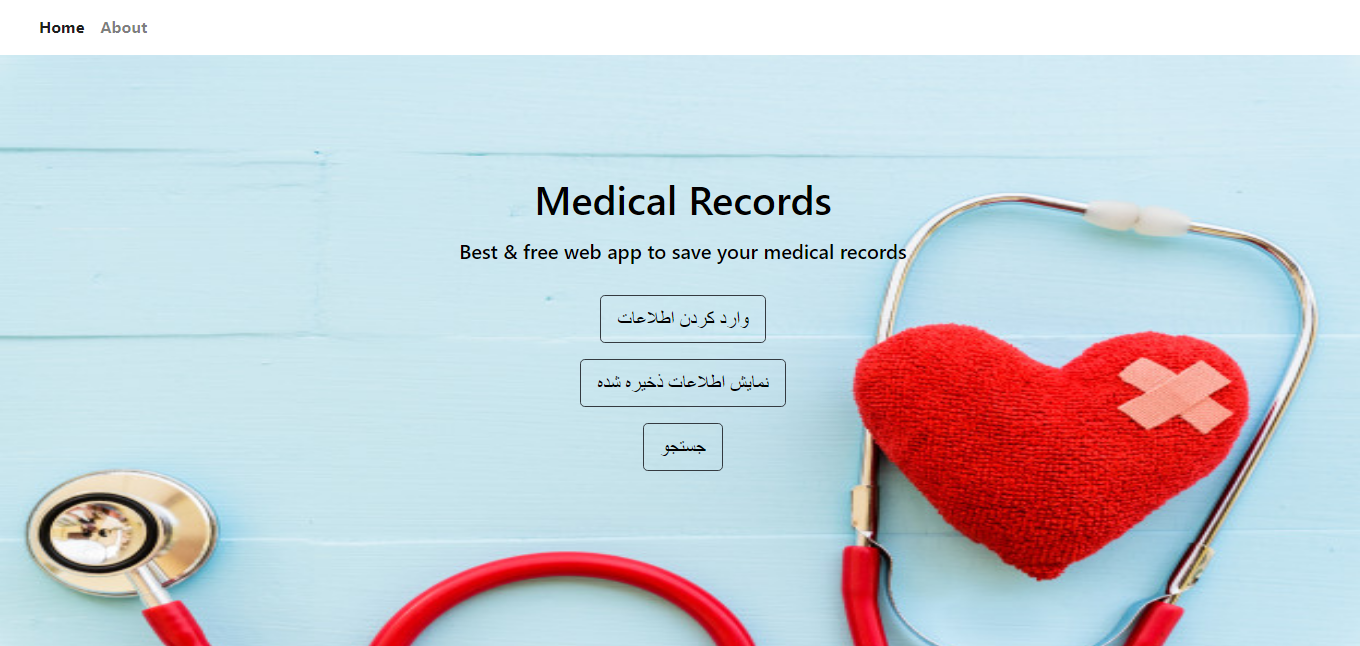 Home About
Medical Records
Best & free web app to save your medical records
وارد کردن اطلاعات
نمایش اطلاعات ذخیره شده
جستجو